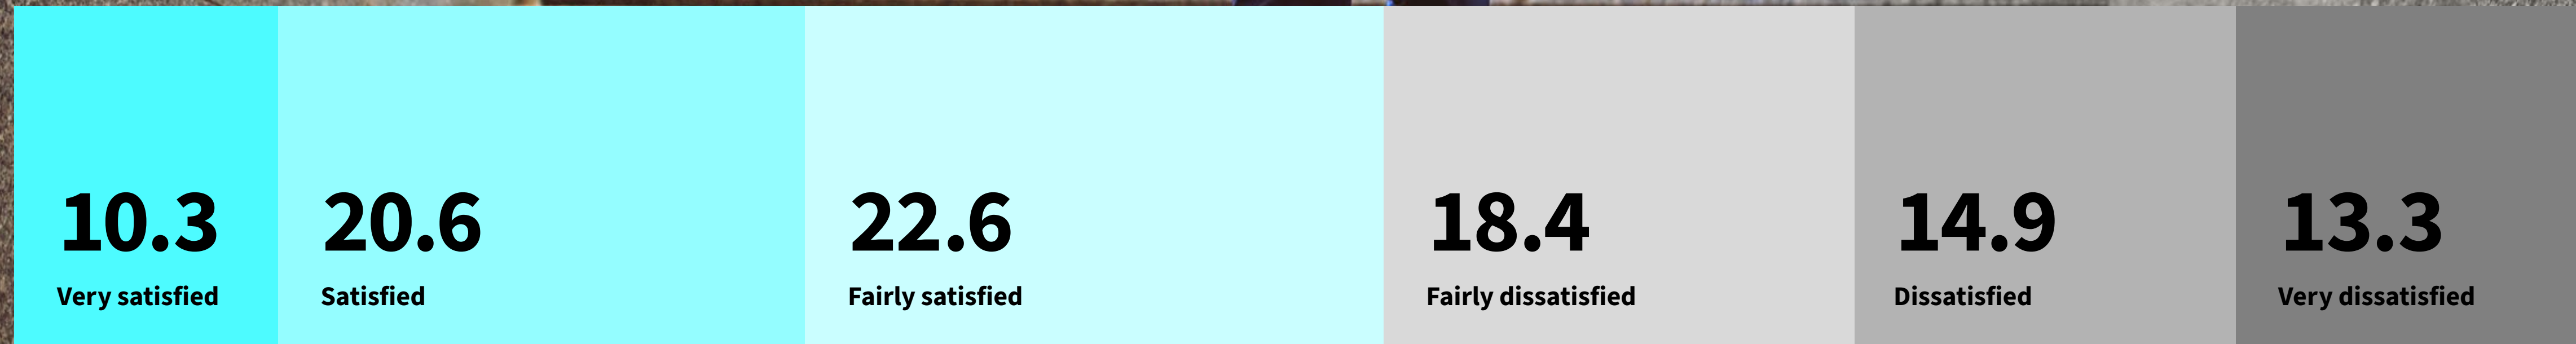 10.3 20.6 22.6 18.4 14.9 13.3
Very satisfied Satisfied Fairly satisfied Fairly dissatisfied Dissatisfied Very dissatisfied